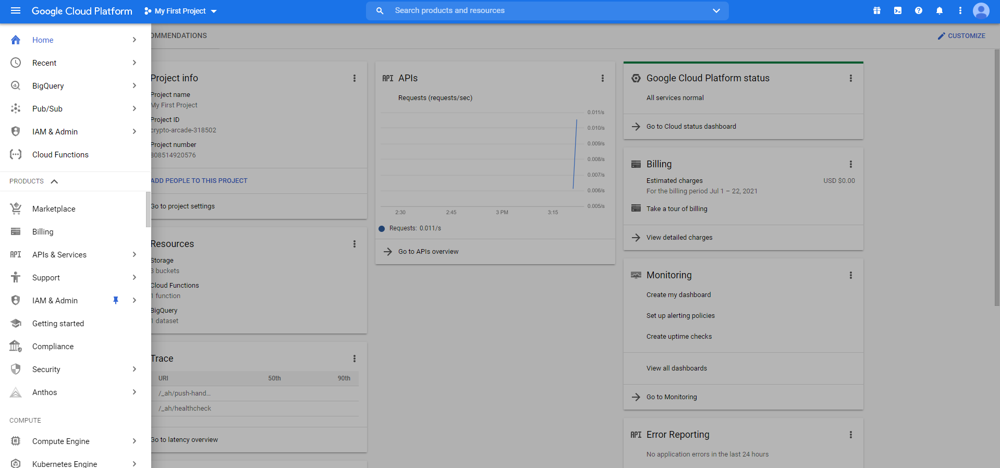 Google Cloud Platform
My First Project
Search products and resources
Home
Recent
BigQuery
Pub/Sub
IAM & Admin
Cloud Functions
PRODUCTS
Marketplace
Billing
API
APIs & Services
Support
IAM & Admin
Getting started
Compliance
Security
Anthos
COMPUTE
Compute Engine
Kubernetes Engine
OMMENDATIONS
CUSTOMIZE
Project info
Project name
My First Project
Project ID
crypto-arcade-318502
Project number
808514920576
ADD PEOPLE TO THIS PROJECT
Go to project settings
Resources
Storage
3 buckets
Cloud Functions
1 function
BigQuery
1 dataset
Trace
URI 50th 90th
/_ah/push-hand...
/_ah/healthcheck
Go to latency overview
API APIs
Requests (requests/sec)
0.011/s
0.010/s
0.009/s
0.008/s
0.007/s
0.006/s
0.005/s
2:30 2:45 3 PM 3:15
Requests: 0.011/s
Go to APIs overview
Google Cloud Platform status
All services normal
Go to Cloud status dashboard
Billing
Estimated charges USD $0.00
For the billing period Jul 1 – 22, 2021
Take a tour of billing
View detailed charges
Monitoring
Create my dashboard
Set up alerting policies
Create uptime checks
View all dashboards
Go to Monitoring
API Error Reporting
No application errors in the last 24 hours